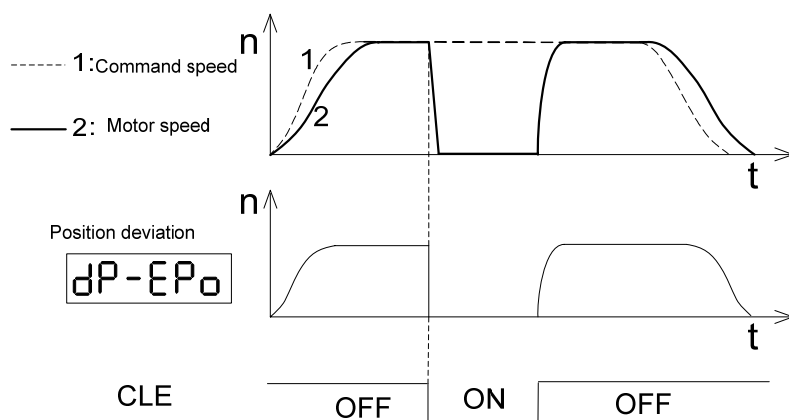 n
1:Command speed
1
2: Motor speed
2
t
n
Position deviation
dP-EPo
t
CLE
OFF
ON
OFF